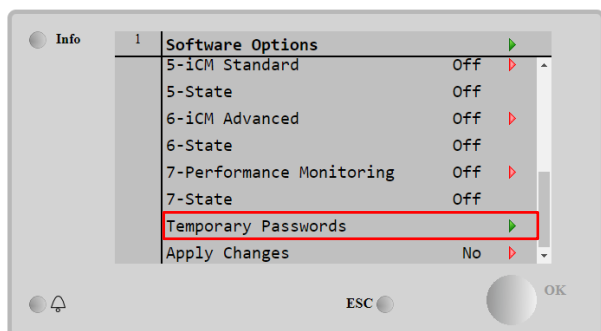 Info
1 Software Options
5-iCM Standard Off
5-State Off
6-iCM Advanced Off
6-State Off
7-Performance Monitoring Off
7-State Off
Temporary Passwords
Apply Changes No
ESC OK